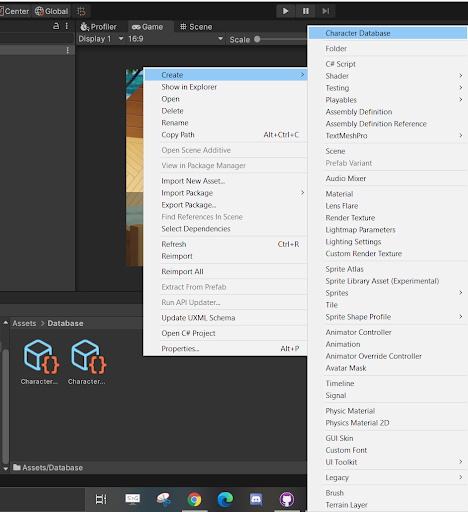 Center Global
Profiler Game Scene
Display 1 16:9 Scale
Create
Show in Explorer
Open
Delete
Rename
Copy Path Alt+Ctrl+C
Open Scene Additive
View in Package Manager
Import New Asset...
Import Package
Export Package...
Find References In Scene
Select Dependencies
Refresh Ctrl+R
Reimport
Reimport All
Extract From Prefab
Run API Updater...
Update UXML Schema
Open C# Project
Properties... Alt+P
Character Database
Folder
C# Script
Shader
Testing
Playables
Assembly Definition
Assembly Definition Reference
TextMeshPro
Scene
Prefab Variant
Audio Mixer
Material
Lens Flare
Render Texture
Lightmap Parameters
Lighting Settings
Custom Render Texture
Sprite Atlas
Sprite Library Asset (Experimental)
Sprites
Tile
Sprite Shape Profile
Animator Controller
Animation
Animator Override Controller
Avatar Mask
Timeline
Signal
Physic Material
Physics Material 2D
GUI Skin
Custom Font
UI Toolkit
Legacy
Brush
Terrain Layer
Assets > Database
Character... Character...
Assets/Database